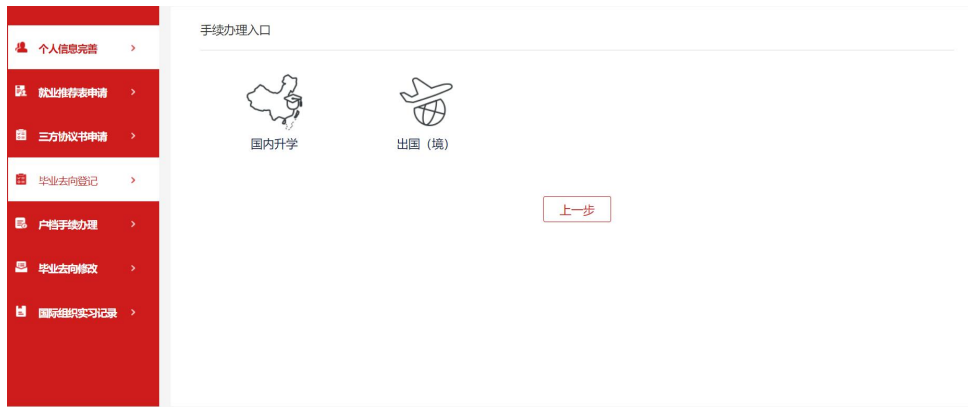 个人信息完善
就业推荐表申请
三方协议书申请
毕业去向登记
户档手续办理
毕业去向修改
国际组织实习记录
手续办理入口
国内升学
出国（境）
上一步